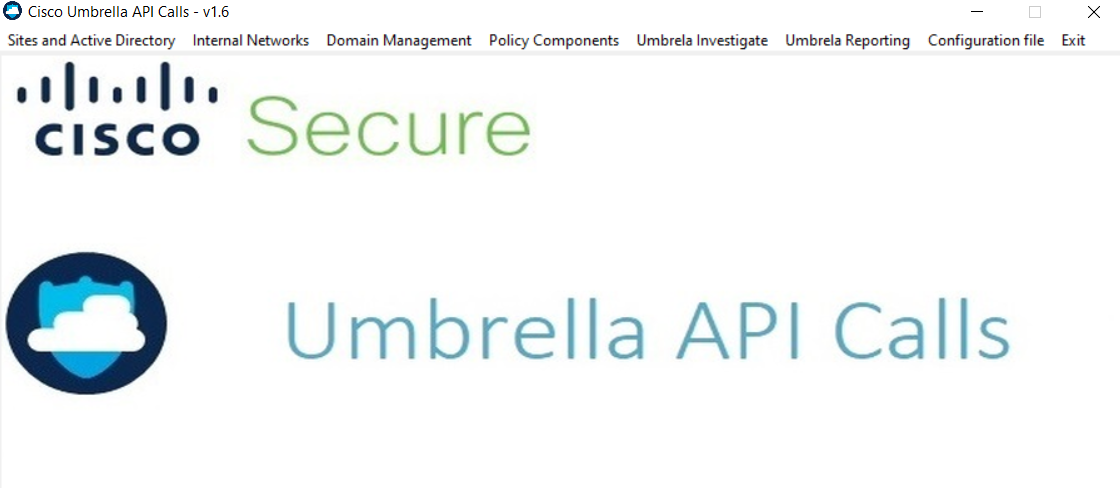 Cisco Umbrella API Calls - v1.6
Sites and Active Directory Internal Networks Domain Management Policy Components Umbrela Investigate Umbrela Reporting Configuration file Exit
CISCO Secure
Umbrella API Calls